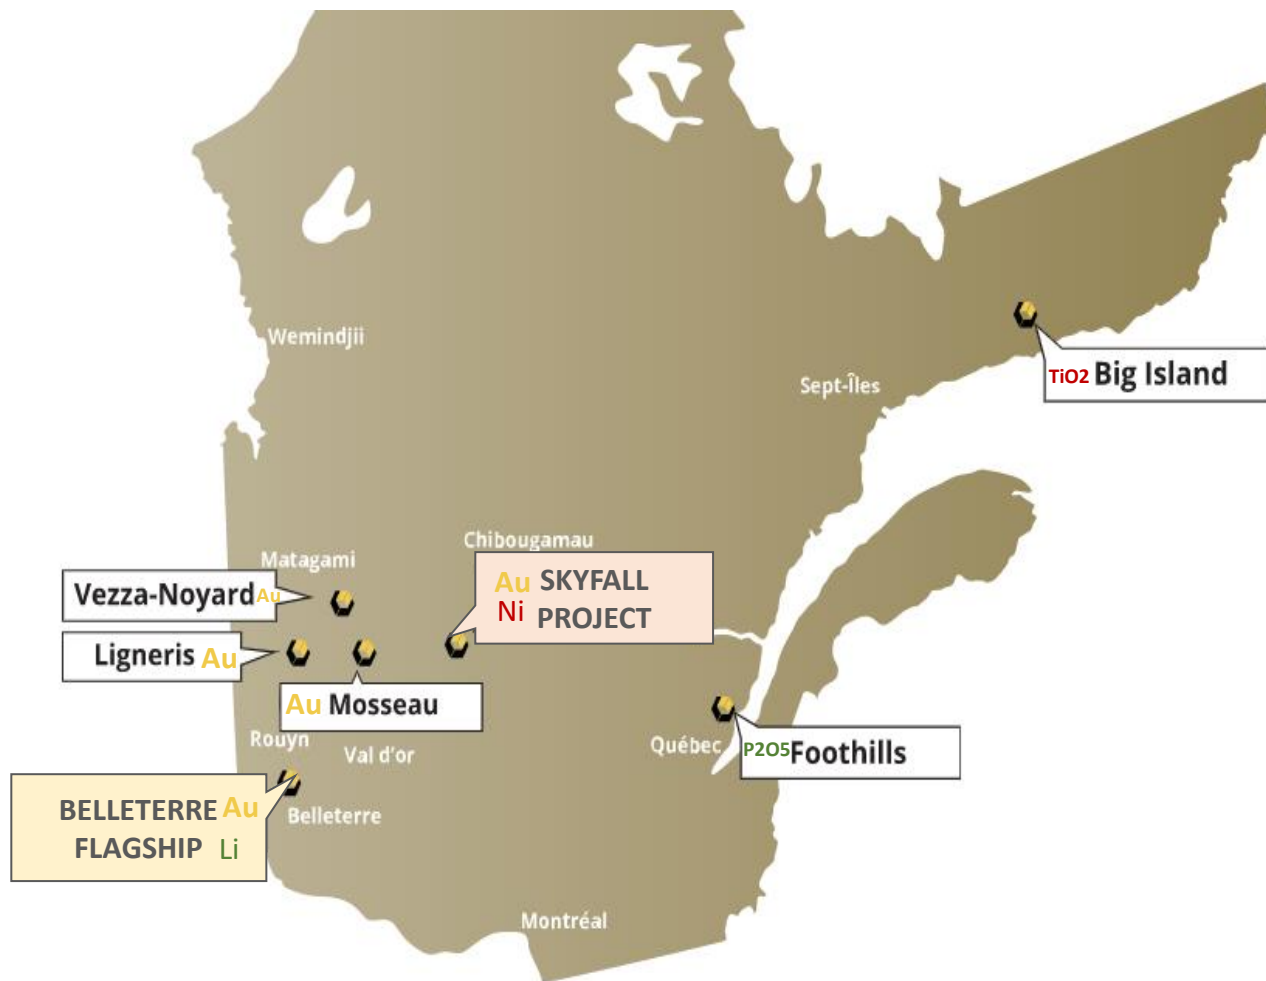 Wemindjii
Sept-Îles
TiO2 Big Island
Chibougamau
Matagami
Vezza-Noyard Au
Au SKYFALL
Ni PROJECT
Ligneris Au
Au Mosseau
Rouyn
Val d'or
Québec
P2O5 Foothills
BELLETERRE Au
FLAGSHIP Li
Belleterre
Montréal